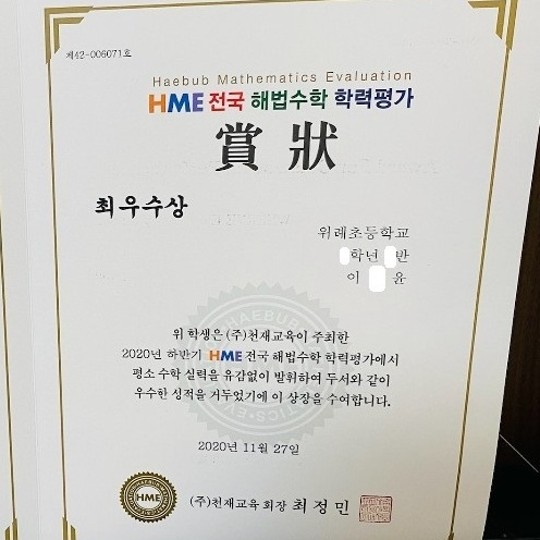 제42-006071호
Haebub Mathematics Evaluation
HME 전국 해법수학 학력평가
賞狀
최우수상
위례초등학교
학년 반
이 윤
위 학생은 (주)천재교육이 주최한
2020년 하반기 HME 전국 해법수학 학력평가에서
평소 수학 실력을 유감없이 발휘하여 두서와 같이
우수한 성적을 거두었기에 이 상장을 수여합니다.
2020년 11월 27일
HME
(주)천재교육 회장 최정민